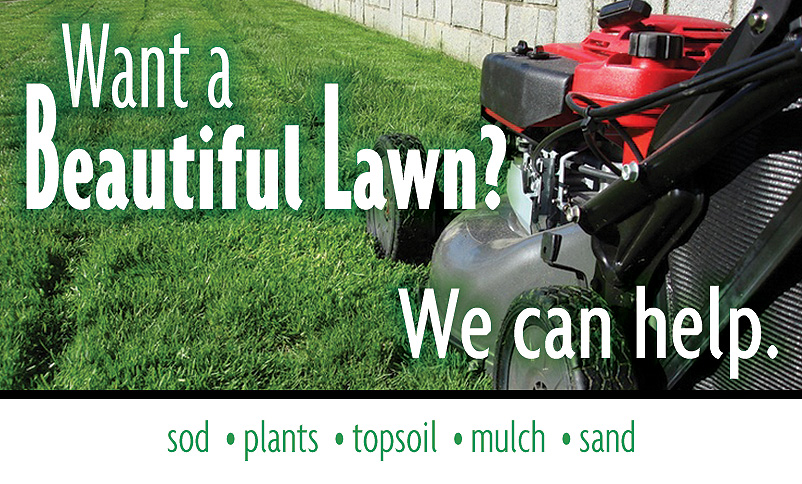 Want a
Beautiful Lawn?
We can help.
sod • plants • topsoil • mulch • sand